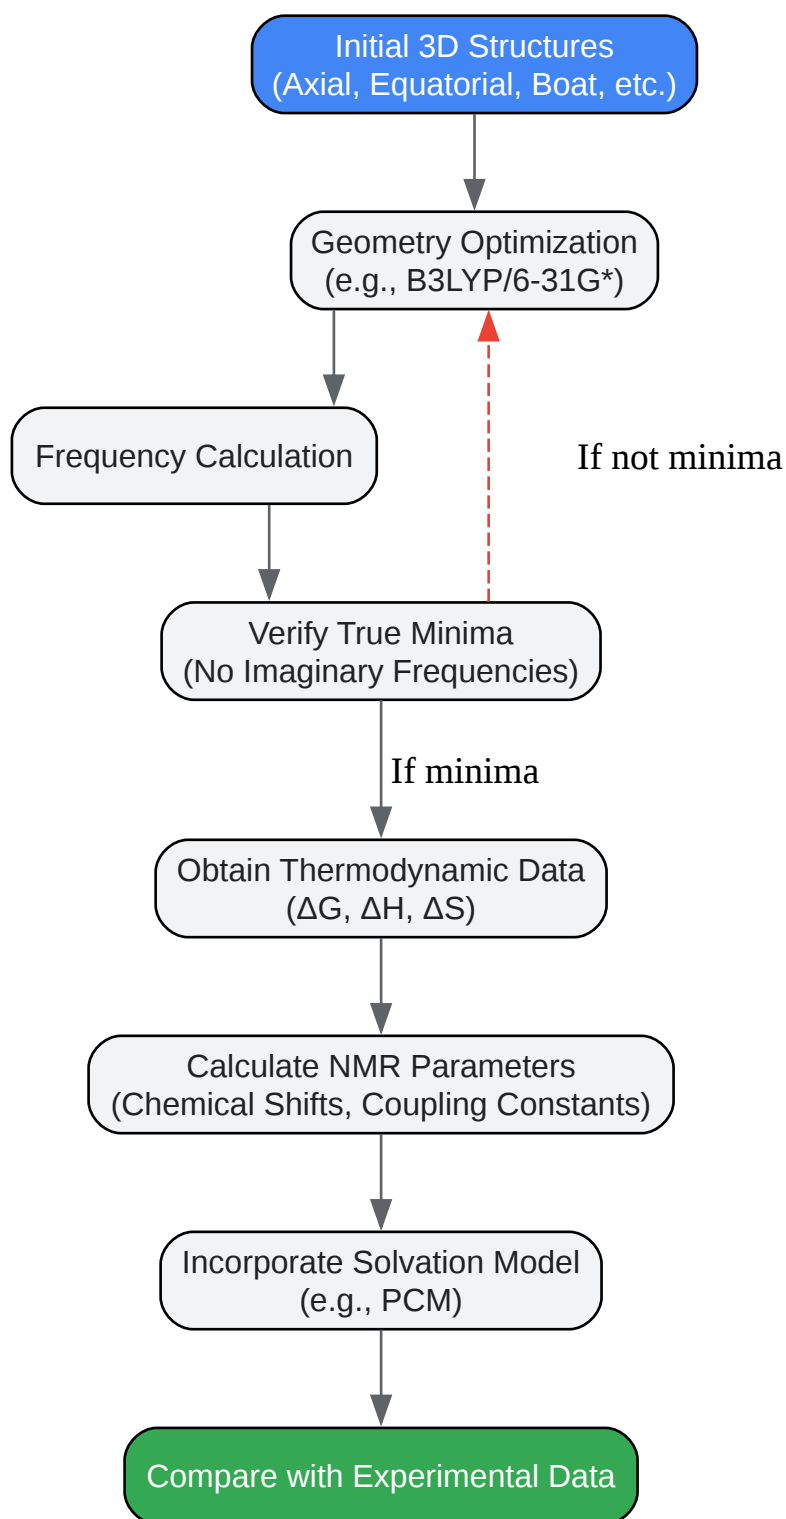 Initial 3D Structures
(Axial, Equatorial, Boat, etc.)
Geometry Optimization
(e.g., B3LYP/6-31G*)
Frequency Calculation
If not minima
Verify True Minima
(No Imaginary Frequencies)
If minima
Obtain Thermodynamic Data
(ΔG, ΔH, ΔS)
Calculate NMR Parameters
(Chemical Shifts, Coupling Constants)
Incorporate Solvation Model
(e.g., PCM)
Compare with Experimental Data